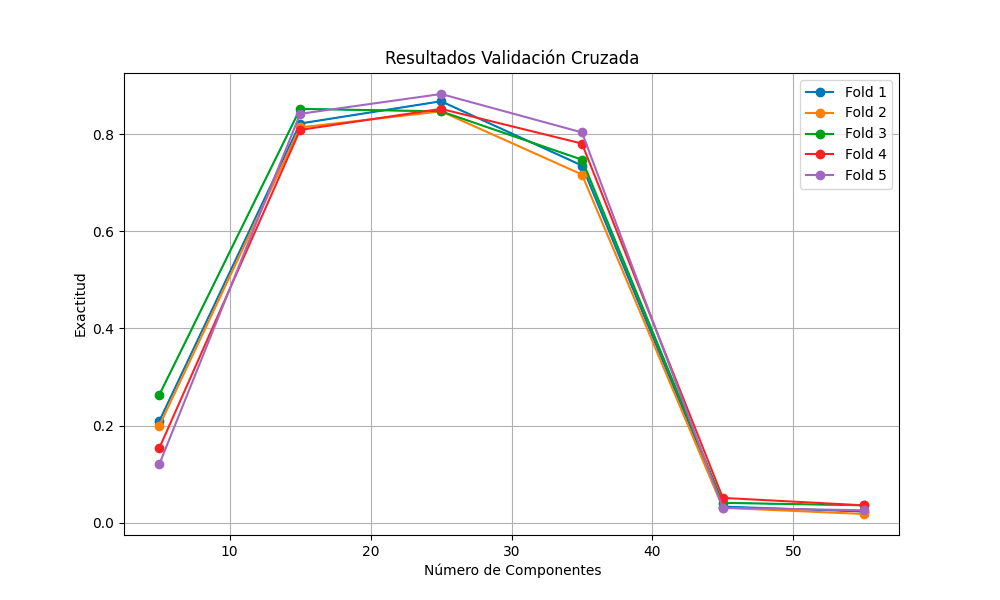 Resultados Validación Cruzada
Exactitud
0.8
0.6
0.4
0.2
0.0
10 20 30 40 50
Número de Componentes
Fold 1
Fold 2
Fold 3
Fold 4
Fold 5